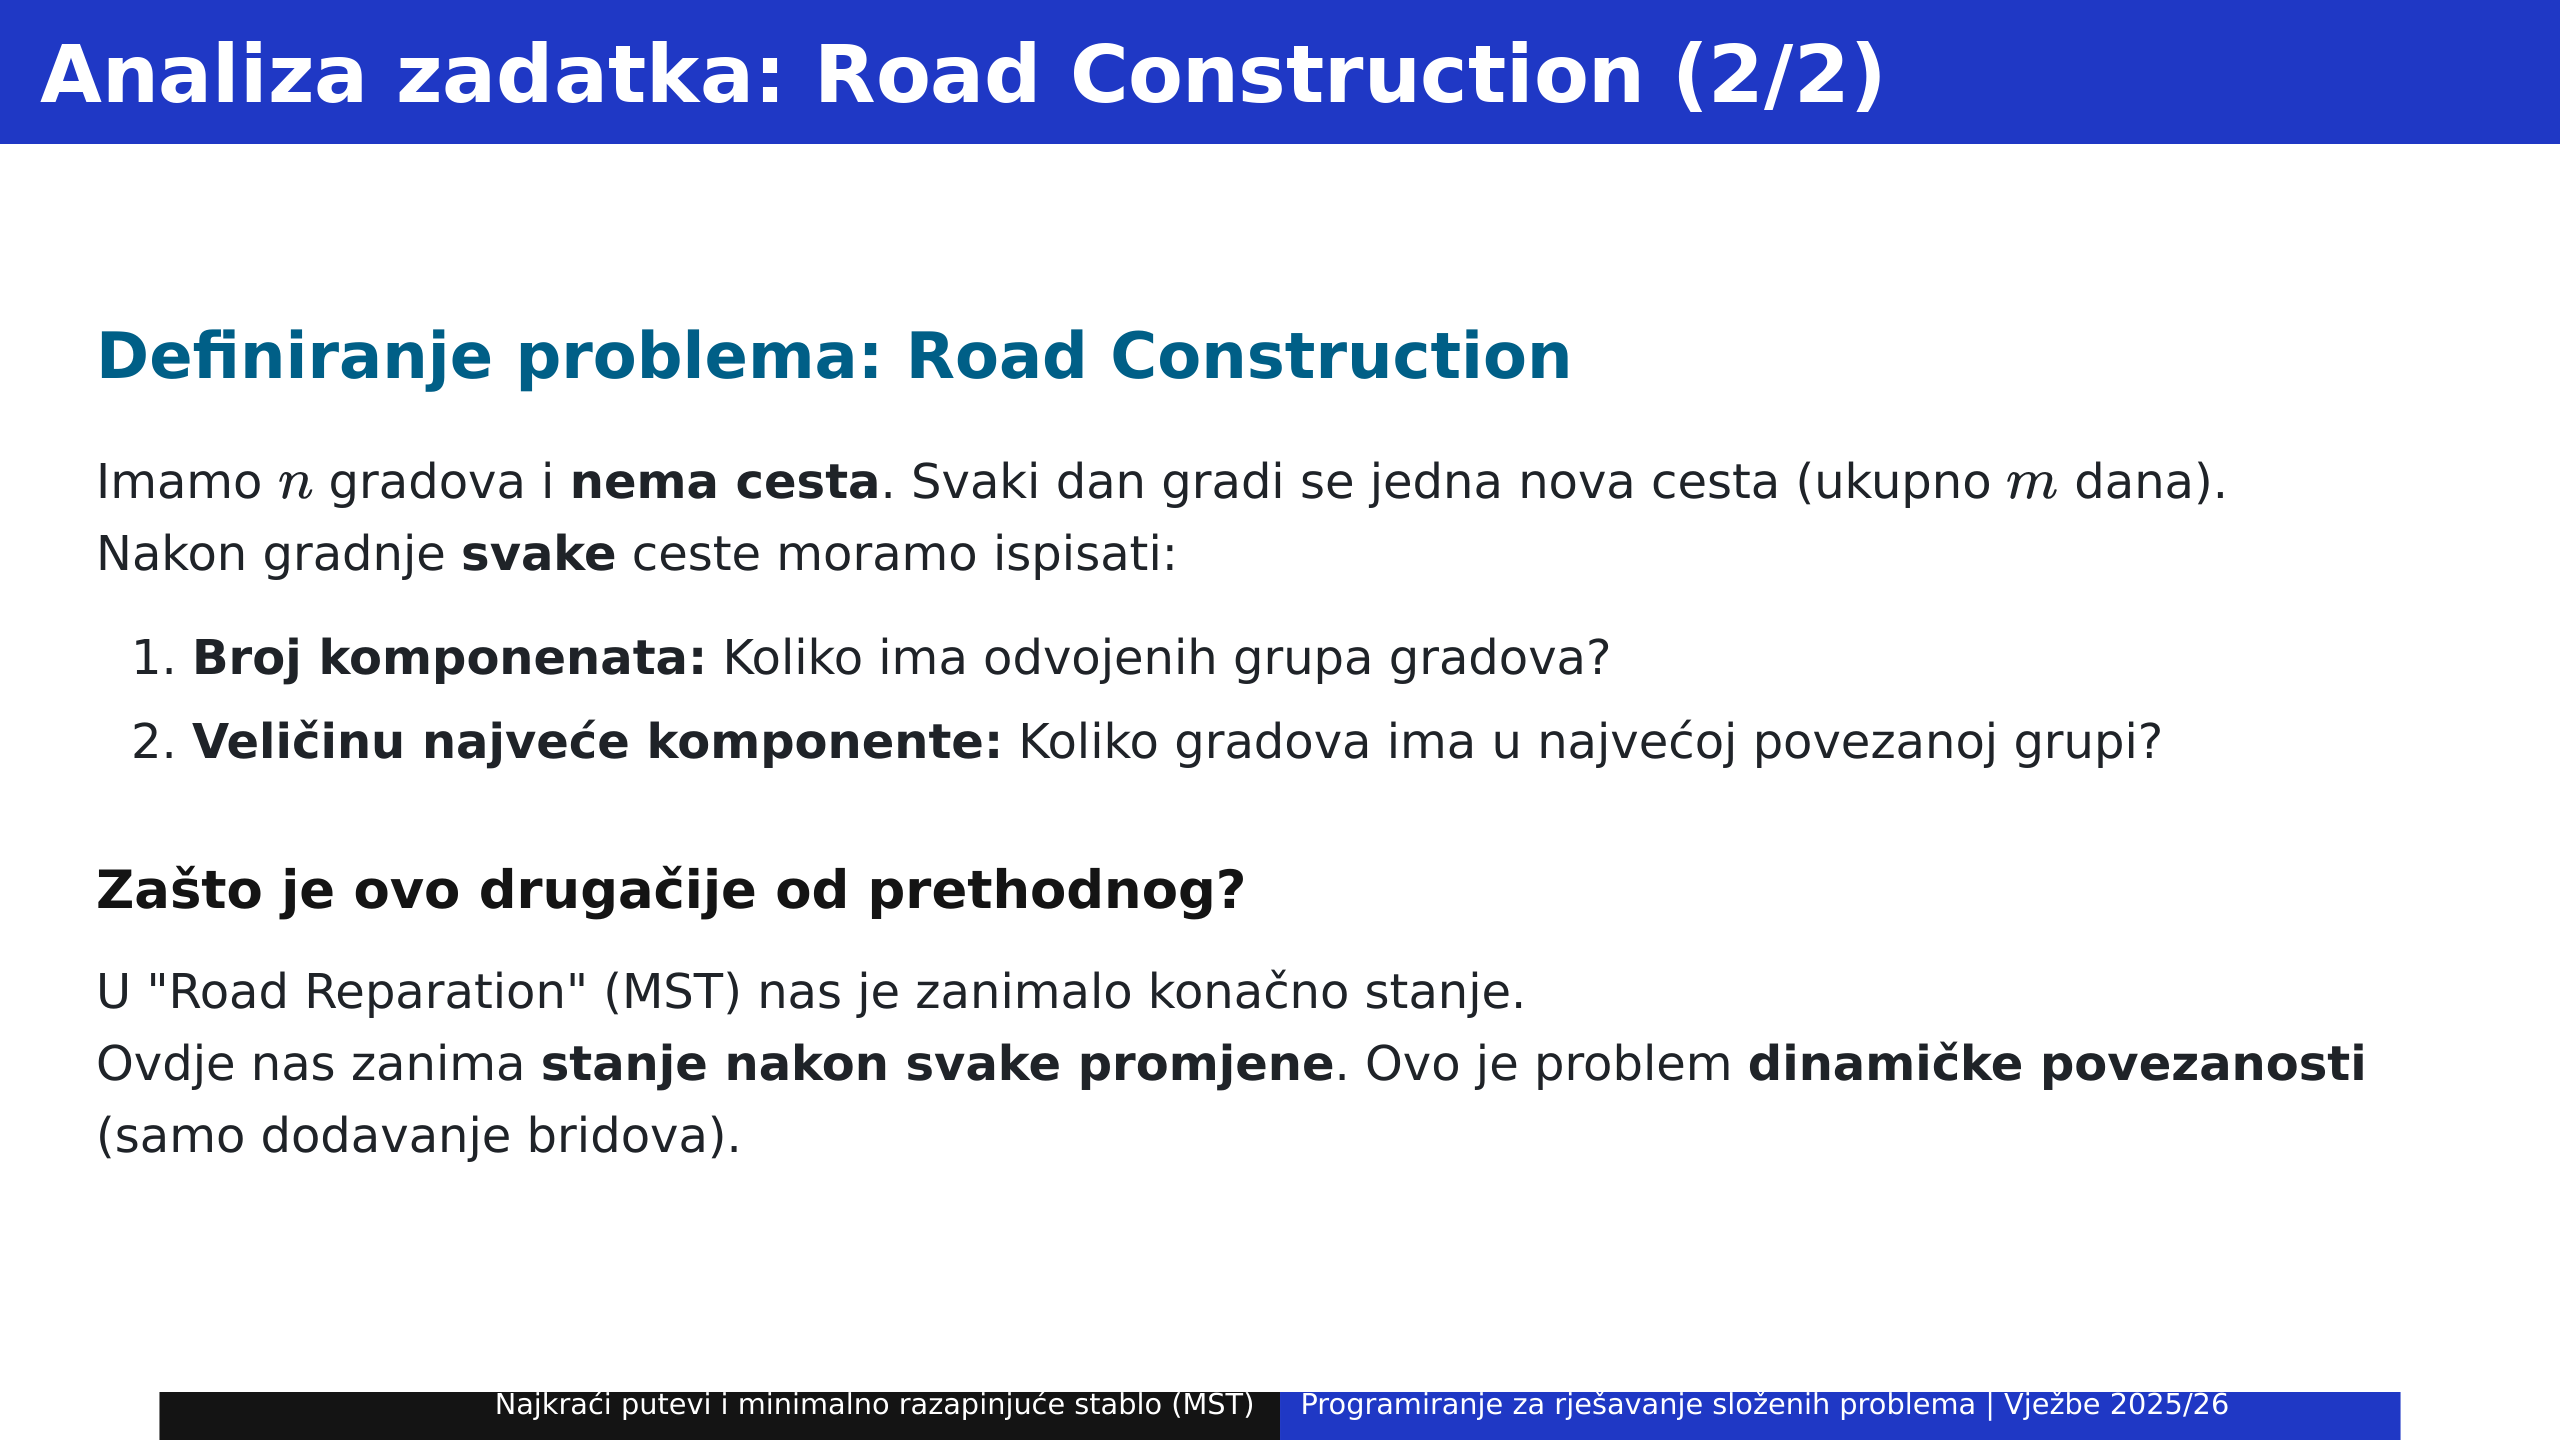 Analiza zadatka: Road Construction (2/2)
Definiranje problema: Road Construction
Imamo n gradova i nema cesta. Svaki dan gradi se jedna nova cesta (ukupno m dana).
Nakon gradnje svake ceste moramo ispisati:
1. Broj komponenata: Koliko ima odvojenih grupa gradova?
2. Veličinu najveće komponente: Koliko gradova ima u najvećoj povezanoj grupi?
Zašto je ovo drugačije od prethodnog?
U "Road Reparation" (MST) nas je zanimalo konačno stanje.
Ovdje nas zanima stanje nakon svake promjene. Ovo je problem dinamičke povezanosti
(samo dodavanje bridova).
Najkraći putevi i minimalno razapinjuće stablo (MST)
Programiranje za rješavanje složenih problema | Vježbe 2025/26